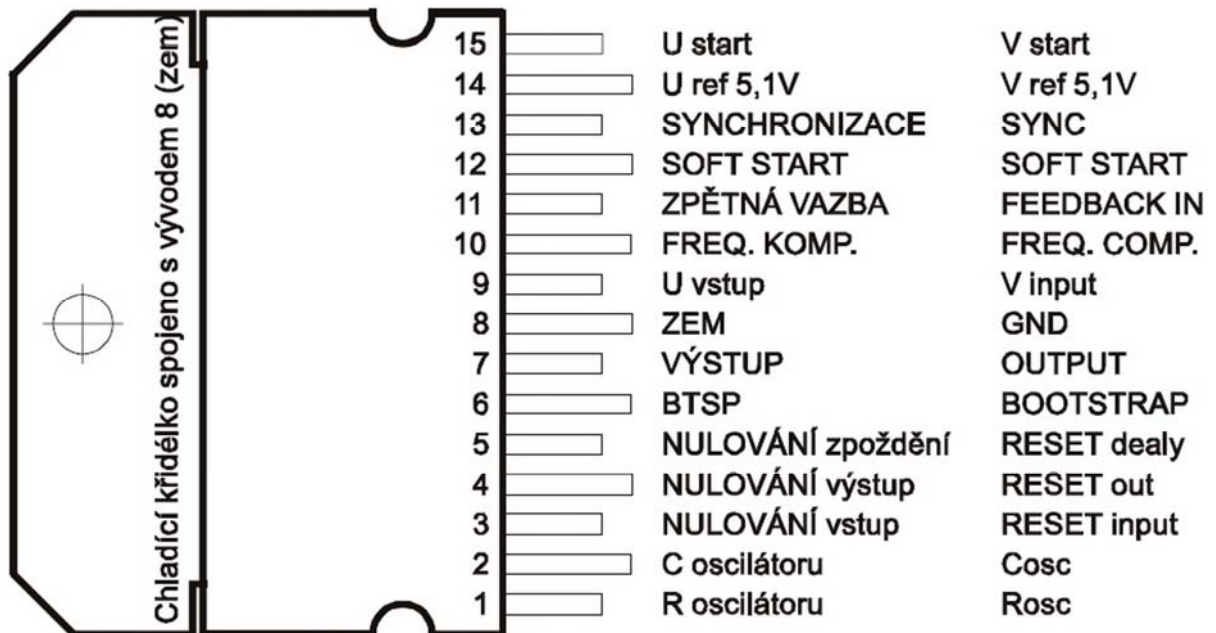 Chladící křidélko spojeno s vývodem 8 (zem)
15 U start V start
14 U ref 5,1V V ref 5,1V
13 SYNCHRONIZACE SYNC
12 SOFT START SOFT START
11 ZPĚTNÁ VAZBA FEEDBACK IN
10 FREQ. KOMP. FREQ. COMP.
9 U vstup V input
8 ZEM GND
7 VÝSTUP OUTPUT
6 BTSP BOOTSTRAP
5 NULOVÁNÍ zpoždění RESET dealy
4 NULOVÁNÍ výstup RESET out
3 NULOVÁNÍ vstup RESET input
2 C oscilátoru Cosc
1 R oscilátoru Rosc